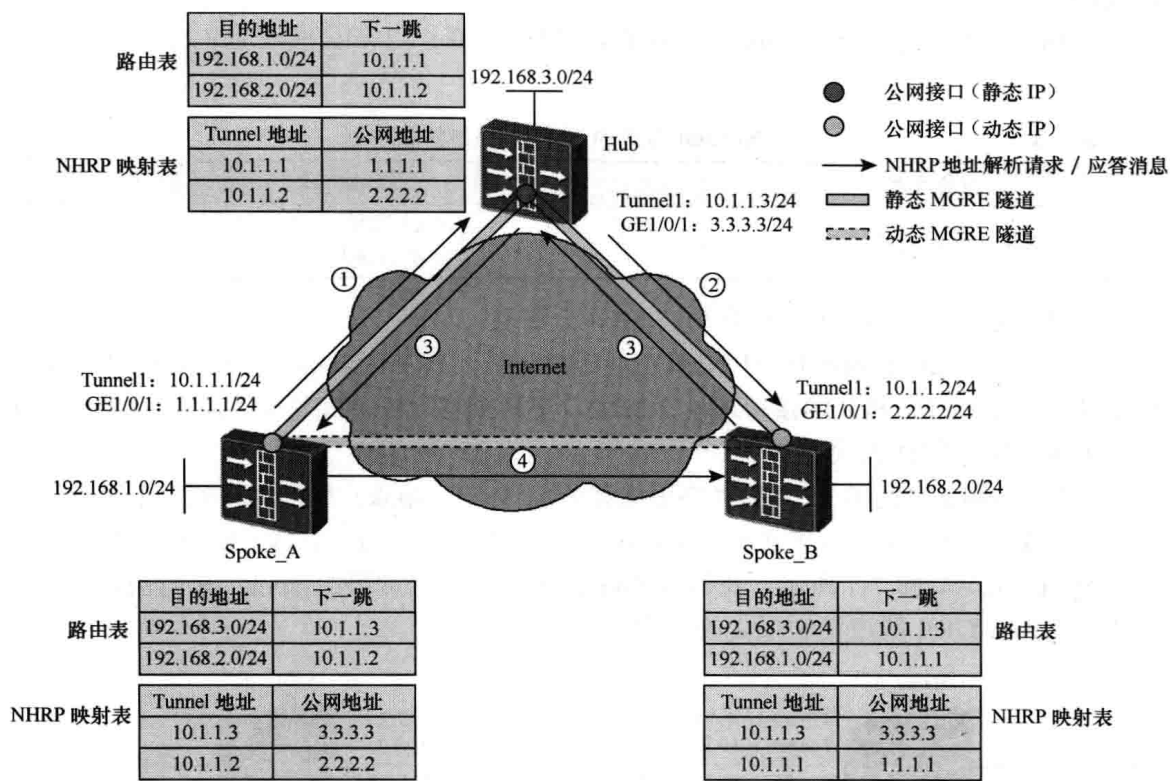 目的地址 下一跳
路由表 192.168.1.0/24 10.1.1.1
192.168.2.0/24 10.1.1.2
192.168.3.0/24
Tunnel 地址 公网地址
NHRP 映射表 10.1.1.1 1.1.1.1
10.1.1.2 2.2.2.2
Hub
公网接口（静态 IP）
公网接口（动态 IP）
NHRP 地址解析请求 / 应答消息
静态 MGRE 隧道
动态 MGRE 隧道
Tunnel1：10.1.1.3/24
GE1/0/1：3.3.3.3/24
①
②
③
③
Internet
Tunnel1：10.1.1.1/24
GE1/0/1：1.1.1.1/24
Tunnel1：10.1.1.2/24
GE1/0/1：2.2.2.2/24
④
192.168.1.0/24
192.168.2.0/24
Spoke_A
Spoke_B
目的地址 下一跳
路由表 192.168.3.0/24 10.1.1.3
192.168.2.0/24 10.1.1.2
Tunnel 地址 公网地址
NHRP 映射表 10.1.1.3 3.3.3.3
10.1.1.2 2.2.2.2
目的地址 下一跳
192.168.3.0/24 10.1.1.3 路由表
192.168.1.0/24 10.1.1.1
Tunnel 地址 公网地址
10.1.1.3 3.3.3.3 NHRP 映射表
10.1.1.1 1.1.1.1